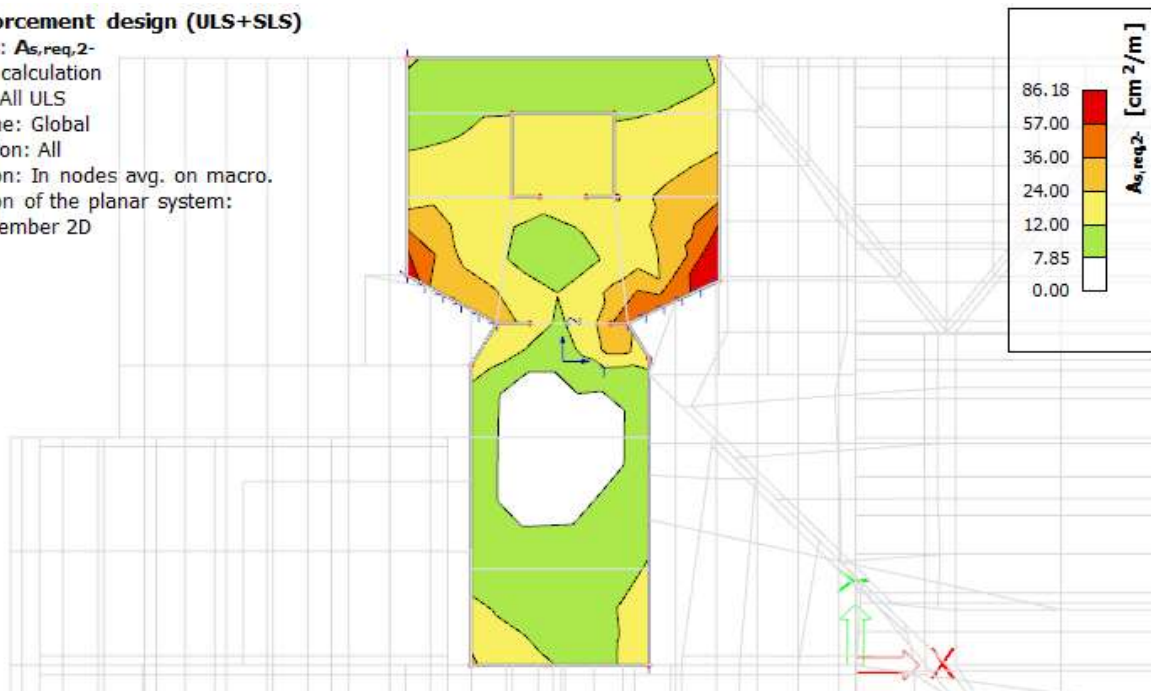 orcement design (ULS+SLS)
: As,req,2-
calculation
All ULS
ne: Global
on: All
on: In nodes avg. on macro.
on of the planar system:
ember 2D
86.18
57.00
36.00
24.00
12.00
7.85
0.00
As,req,2- [cm²/m]
X